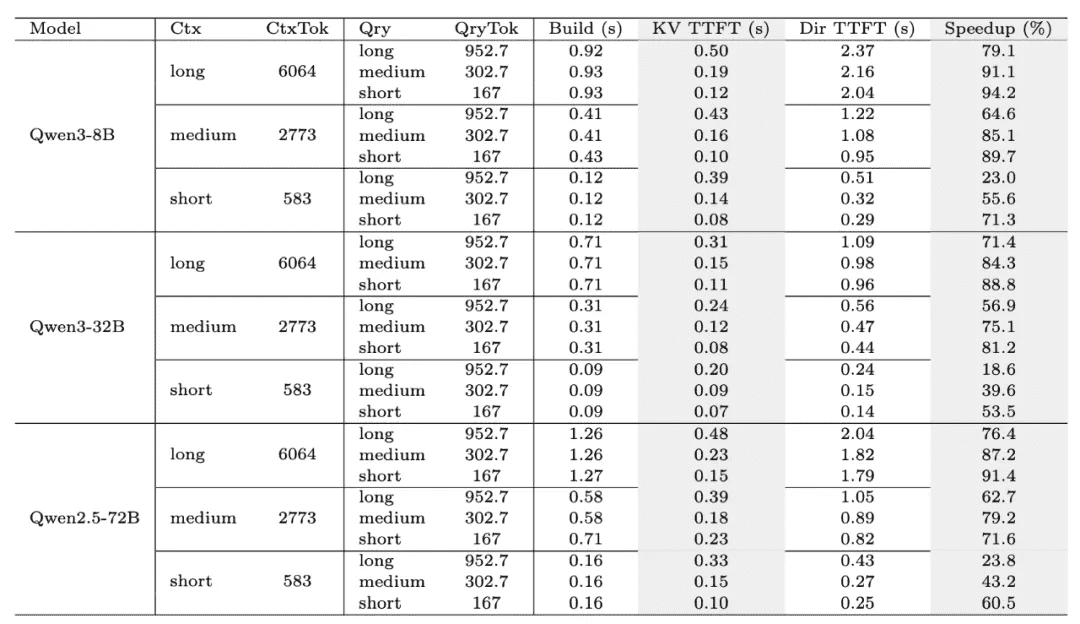 Model Ctx CtxTok Qry QryTok Build (s) KV TTFT (s) Dir TTFT (s) Speedup (%)
long 952.7 0.92 0.50 2.37 79.1
long 6064 medium 302.7 0.93 0.19 2.16 91.1
short 167 0.93 0.12 2.04 94.2
long 952.7 0.41 0.43 1.22 64.6
Qwen3-8B medium 2773 medium 302.7 0.41 0.16 1.08 85.1
short 167 0.43 0.10 0.95 89.7
long 952.7 0.12 0.39 0.51 23.0
short 583 medium 302.7 0.12 0.14 0.32 55.6
short 167 0.12 0.08 0.29 71.3
long 952.7 0.71 0.31 1.09 71.4
long 6064 medium 302.7 0.71 0.15 0.98 84.3
short 167 0.71 0.11 0.96 88.8
long 952.7 0.31 0.24 0.56 56.9
Qwen3-32B medium 2773 medium 302.7 0.31 0.12 0.47 75.1
short 167 0.31 0.08 0.44 81.2
long 952.7 0.09 0.20 0.24 18.6
short 583 medium 302.7 0.09 0.09 0.15 39.6
short 167 0.09 0.07 0.14 53.5
long 952.7 1.26 0.48 2.04 76.4
long 6064 medium 302.7 1.26 0.23 1.82 87.2
short 167 1.27 0.15 1.79 91.4
long 952.7 0.58 0.39 1.05 62.7
Qwen2.5-72B medium 2773 medium 302.7 0.58 0.18 0.89 79.2
short 167 0.71 0.23 0.82 71.6
long 952.7 0.16 0.33 0.43 23.8
short 583 medium 302.7 0.16 0.15 0.27 43.2
short 167 0.16 0.10 0.25 60.5